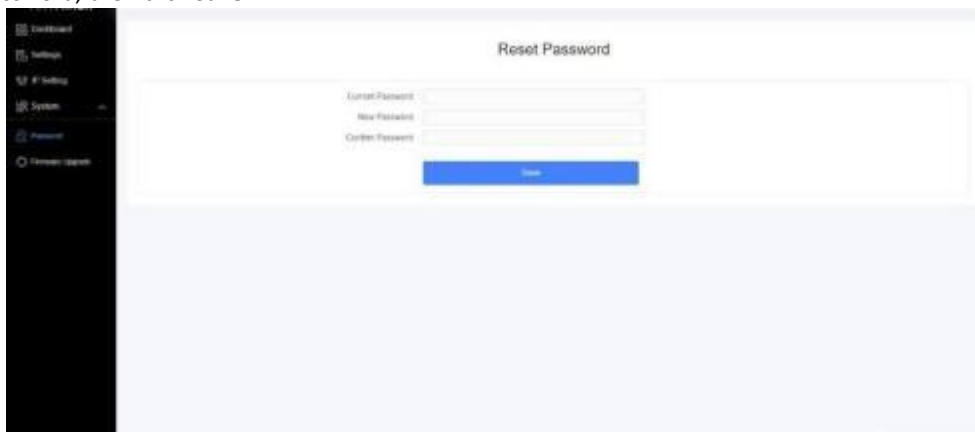 Dashboard
Settings
IP Setting
System
Password
Firmware Upgrade
Reset Password
Current Password
New Password
Confirm Password
Save